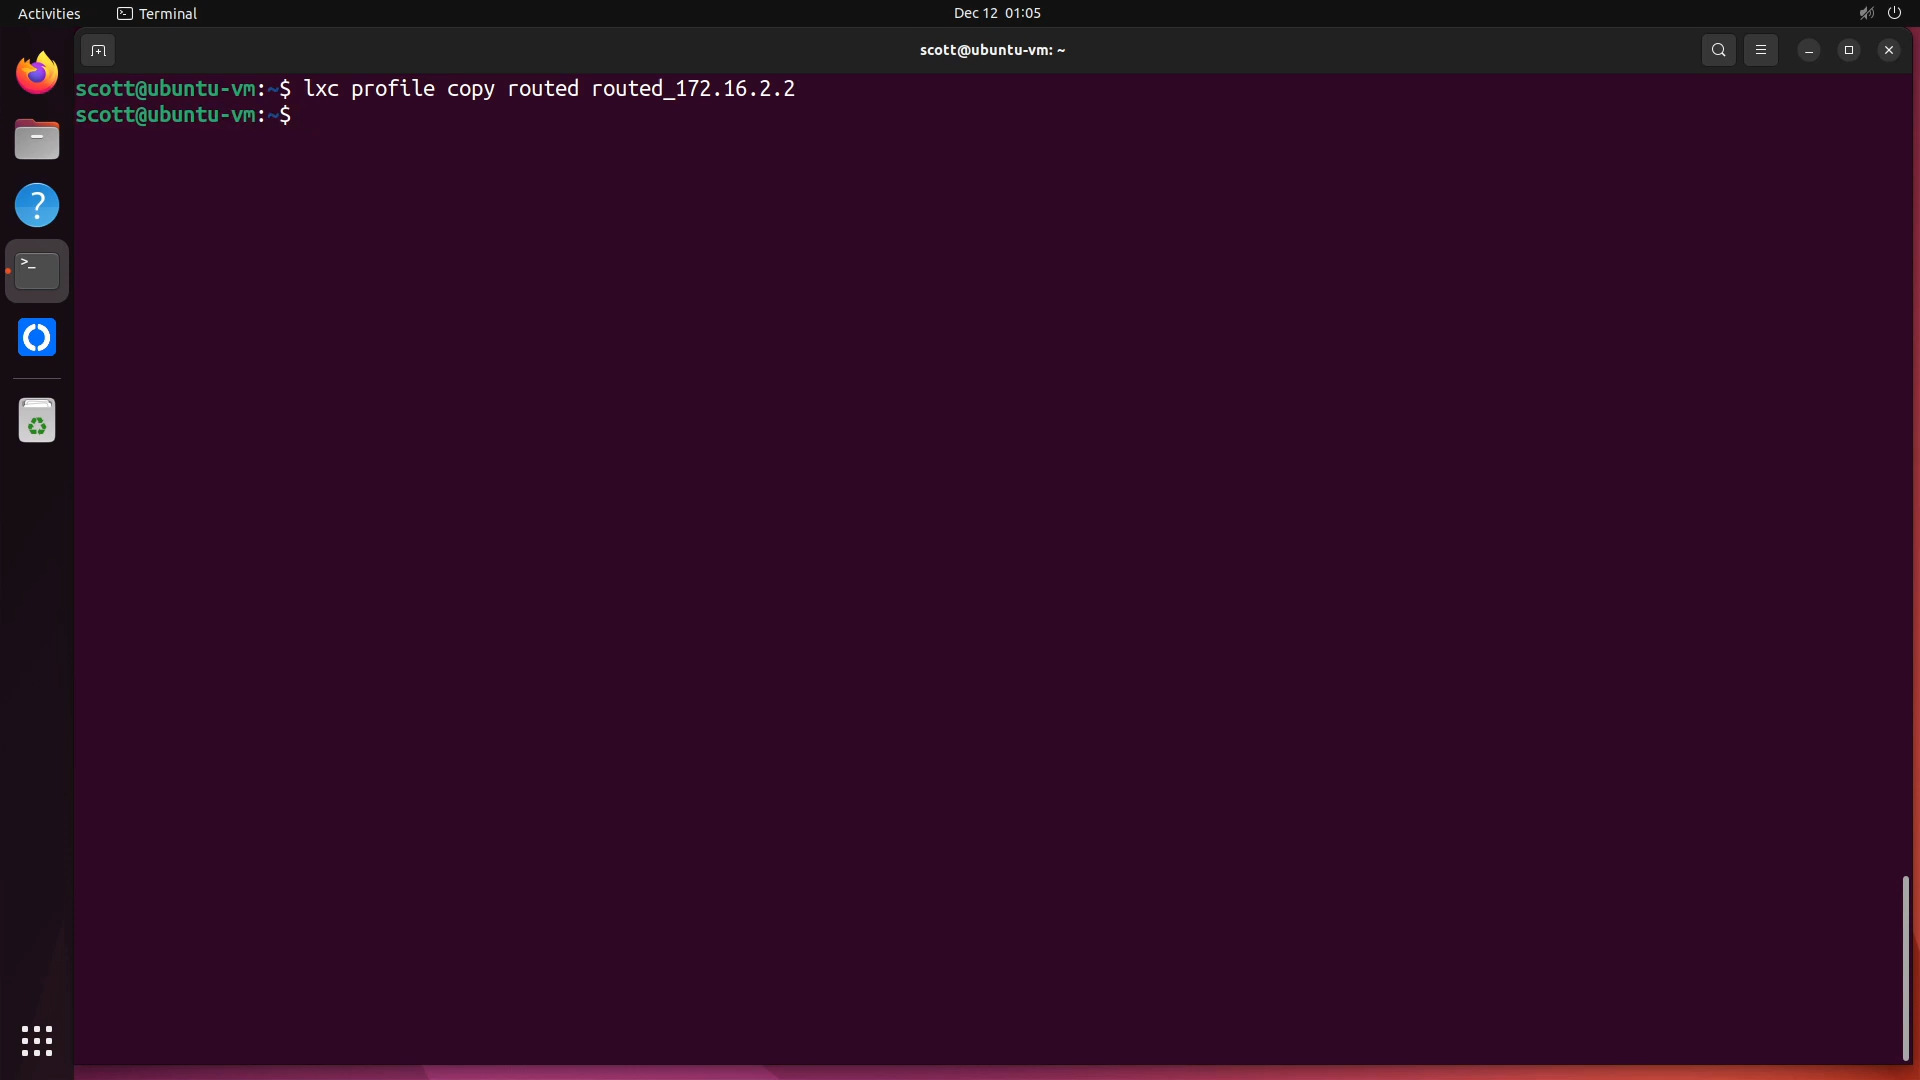 Activities Terminal Dec 12 01:05
scott@ubuntu-vm: ~
scott@ubuntu-vm:~$ lxc profile copy routed routed_172.16.2.2
scott@ubuntu-vm:~$